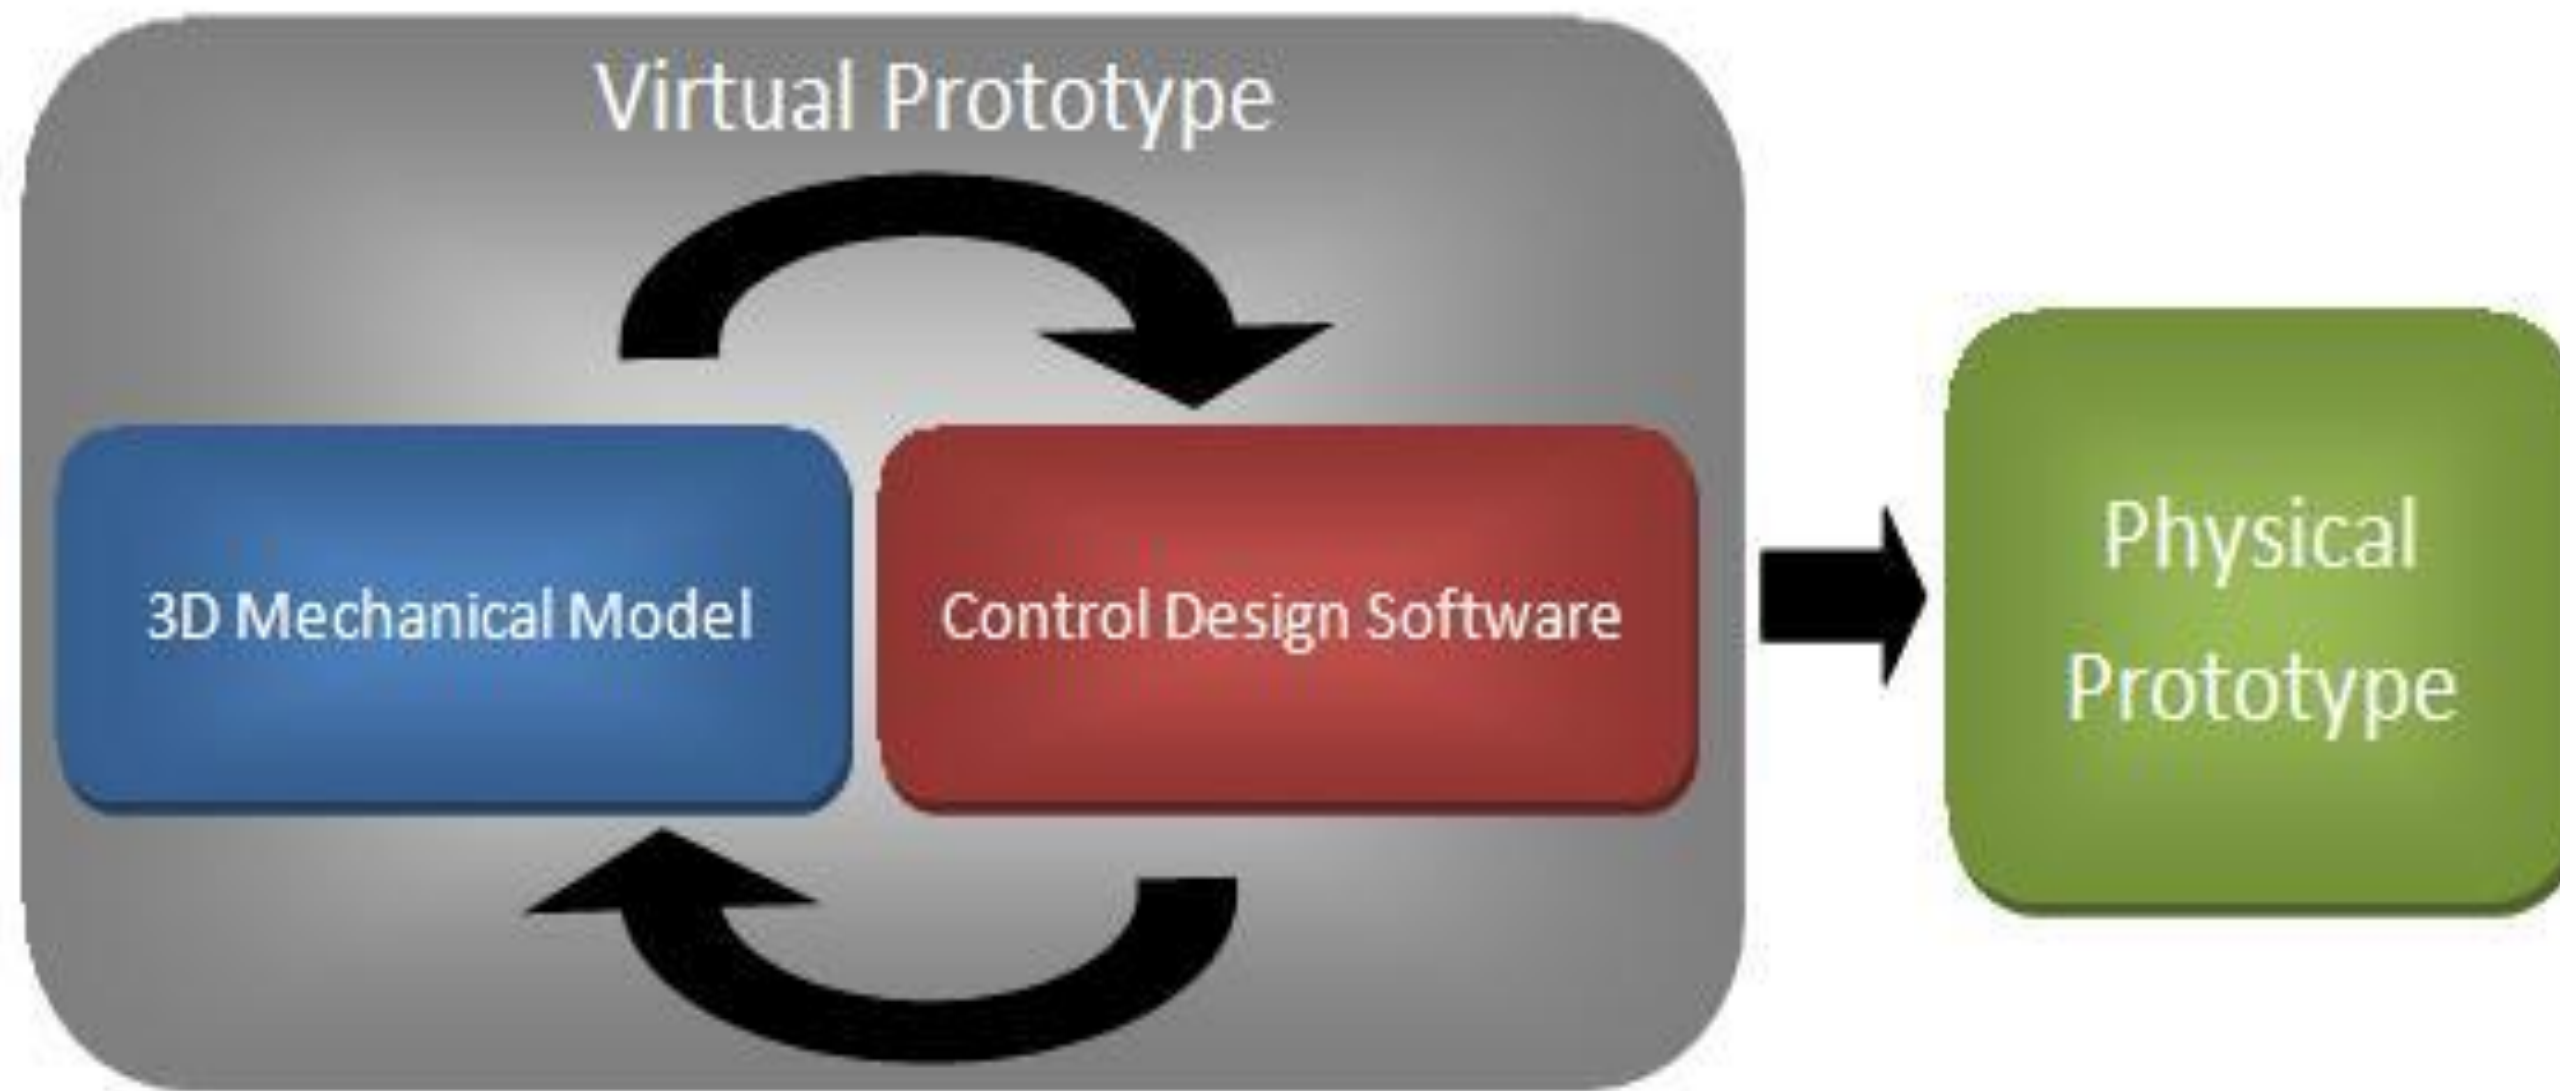 Virtual Prototype
3D Mechanical Model
Control Design Software
Physical
Prototype